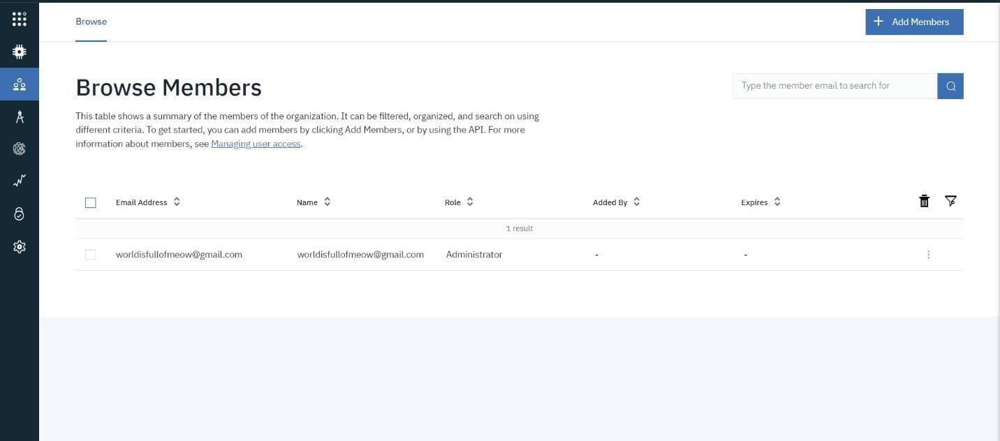 Browse
Add Members
Browse Members
Type the member email to search for
This table shows a summary of the members of the organization. It can be filtered, organized, and search on using
different criteria. To get started, you can add members by clicking Add Members, or by using the API. For more
information about members, see Managing user access.
Email Address Name Role Added By Expires
1 result
worldisfullofmeow@gmail.com worldisfullofmeow@gmail.com Administrator - -